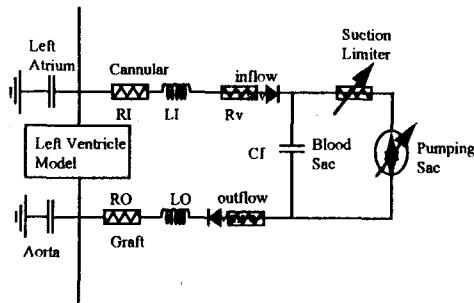 Left
Atrium
Cannular
RI
LI
inflow
Rv
Suction
Limiter
Left Ventricle
Model
Cf
Blood
Sac
Pumping
Sac
RO
LO
outflow
Graft
Aorta